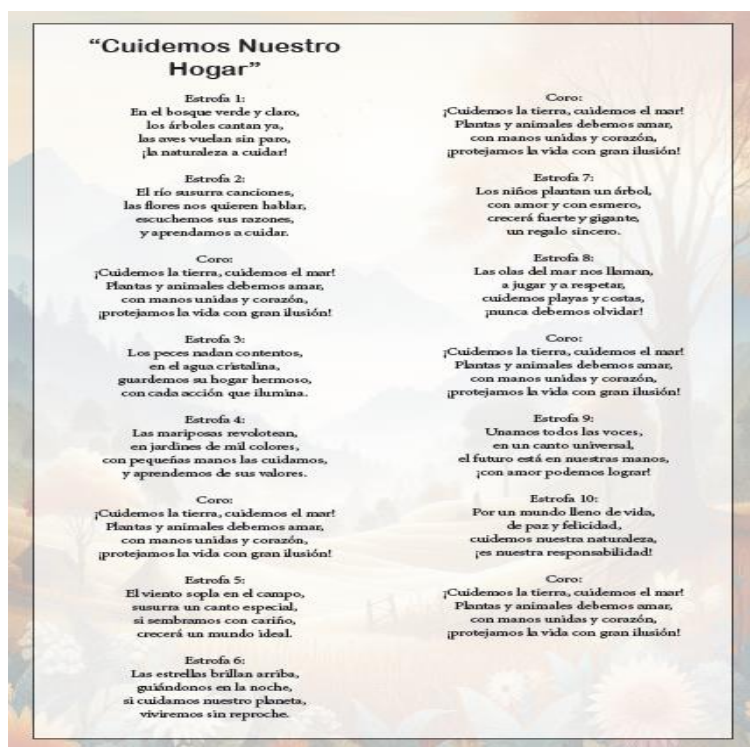 “Cuidemos Nuestro
Hogar”
Estrofa 1:
En el bosque verde y claro,
los árboles cantan ya,
las aves vuelan sin paro,
¡la naturaleza a cuidar!
Estrofa 2:
El río susurra canciones,
las flores nos quieren hablar,
escuchemos sus razones,
y aprendamos a cuidar.
Coro:
¡Cuidemos la tierra, cuidemos el mar!
Plantas y animales debemos amar,
con manos unidas y corazón,
¡protejamos la vida con gran ilusión!
Estrofa 3:
Los peces nadan contentos,
en el agua cristalina,
guardemos su hogar hermoso,
con cada acción que ilumina.
Estrofa 4:
Las mariposas revolotean,
en jardines de mil colores,
con pequeñas manos las cuidamos,
y aprendemos de sus valores.
Coro:
¡Cuidemos la tierra, cuidemos el mar!
Plantas y animales debemos amar,
con manos unidas y corazón,
¡protejamos la vida con gran ilusión!
Estrofa 5:
El viento sopla en el campo,
susurra un canto especial,
si sembramos con cariño,
crecerá un mundo ideal.
Estrofa 6:
Las estrellas brillan arriba,
guiándonos en la noche,
si cuidamos nuestro planeta,
viviremos sin reproche.
Coro:
¡Cuidemos la tierra, cuidemos el mar!
Plantas y animales debemos amar,
con manos unidas y corazón,
¡protejamos la vida con gran ilusión!
Estrofa 7:
Los niños plantan un árbol,
con amor y con esmero,
crecerá fuerte y gigante,
un regalo sincero.
Estrofa 8:
Las olas del mar nos llaman,
a jugar y a respetar,
cuidemos playas y costas,
¡nunca debemos olvidar!
Coro:
¡Cuidemos la tierra, cuidemos el mar!
Plantas y animales debemos amar,
con manos unidas y corazón,
¡protejamos la vida con gran ilusión!
Estrofa 9:
Unamos todos las voces,
en un canto universal,
el futuro está en nuestras manos,
¡con amor podemos lograr!
Estrofa 10:
Por un mundo lleno de vida,
de paz y felicidad,
cuidemos nuestra naturaleza,
¡es nuestra responsabilidad!
Coro:
¡Cuidemos la tierra, cuidemos el mar!
Plantas y animales debemos amar,
con manos unidas y corazón,
¡protejamos la vida con gran ilusión!